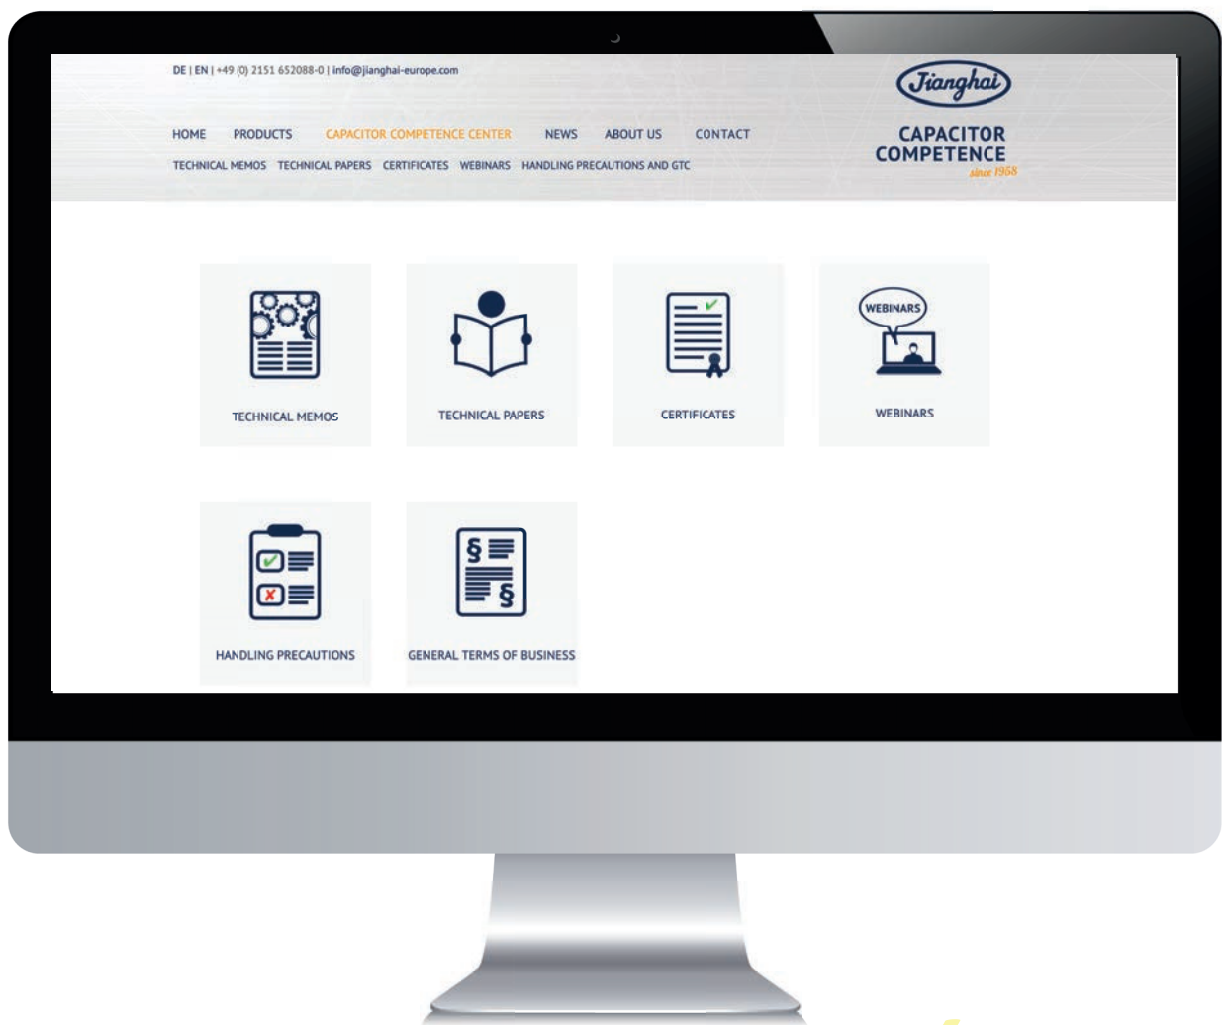 DE | EN | +49 (0) 2151 652088-0 | info@jianghai-europe.com
Jianghai
HOME PRODUCTS CAPACITOR COMPETENCE CENTER NEWS ABOUT US CONTACT
CAPACITOR
COMPETENCE
since 1958
TECHNICAL MEMOS TECHNICAL PAPERS CERTIFICATES WEBINARS HANDLING PRECAUTIONS AND GTC
WEBINARS
TECHNICAL MEMOS TECHNICAL PAPERS CERTIFICATES WEBINARS
§
§
HANDLING PRECAUTIONS GENERAL TERMS OF BUSINESS